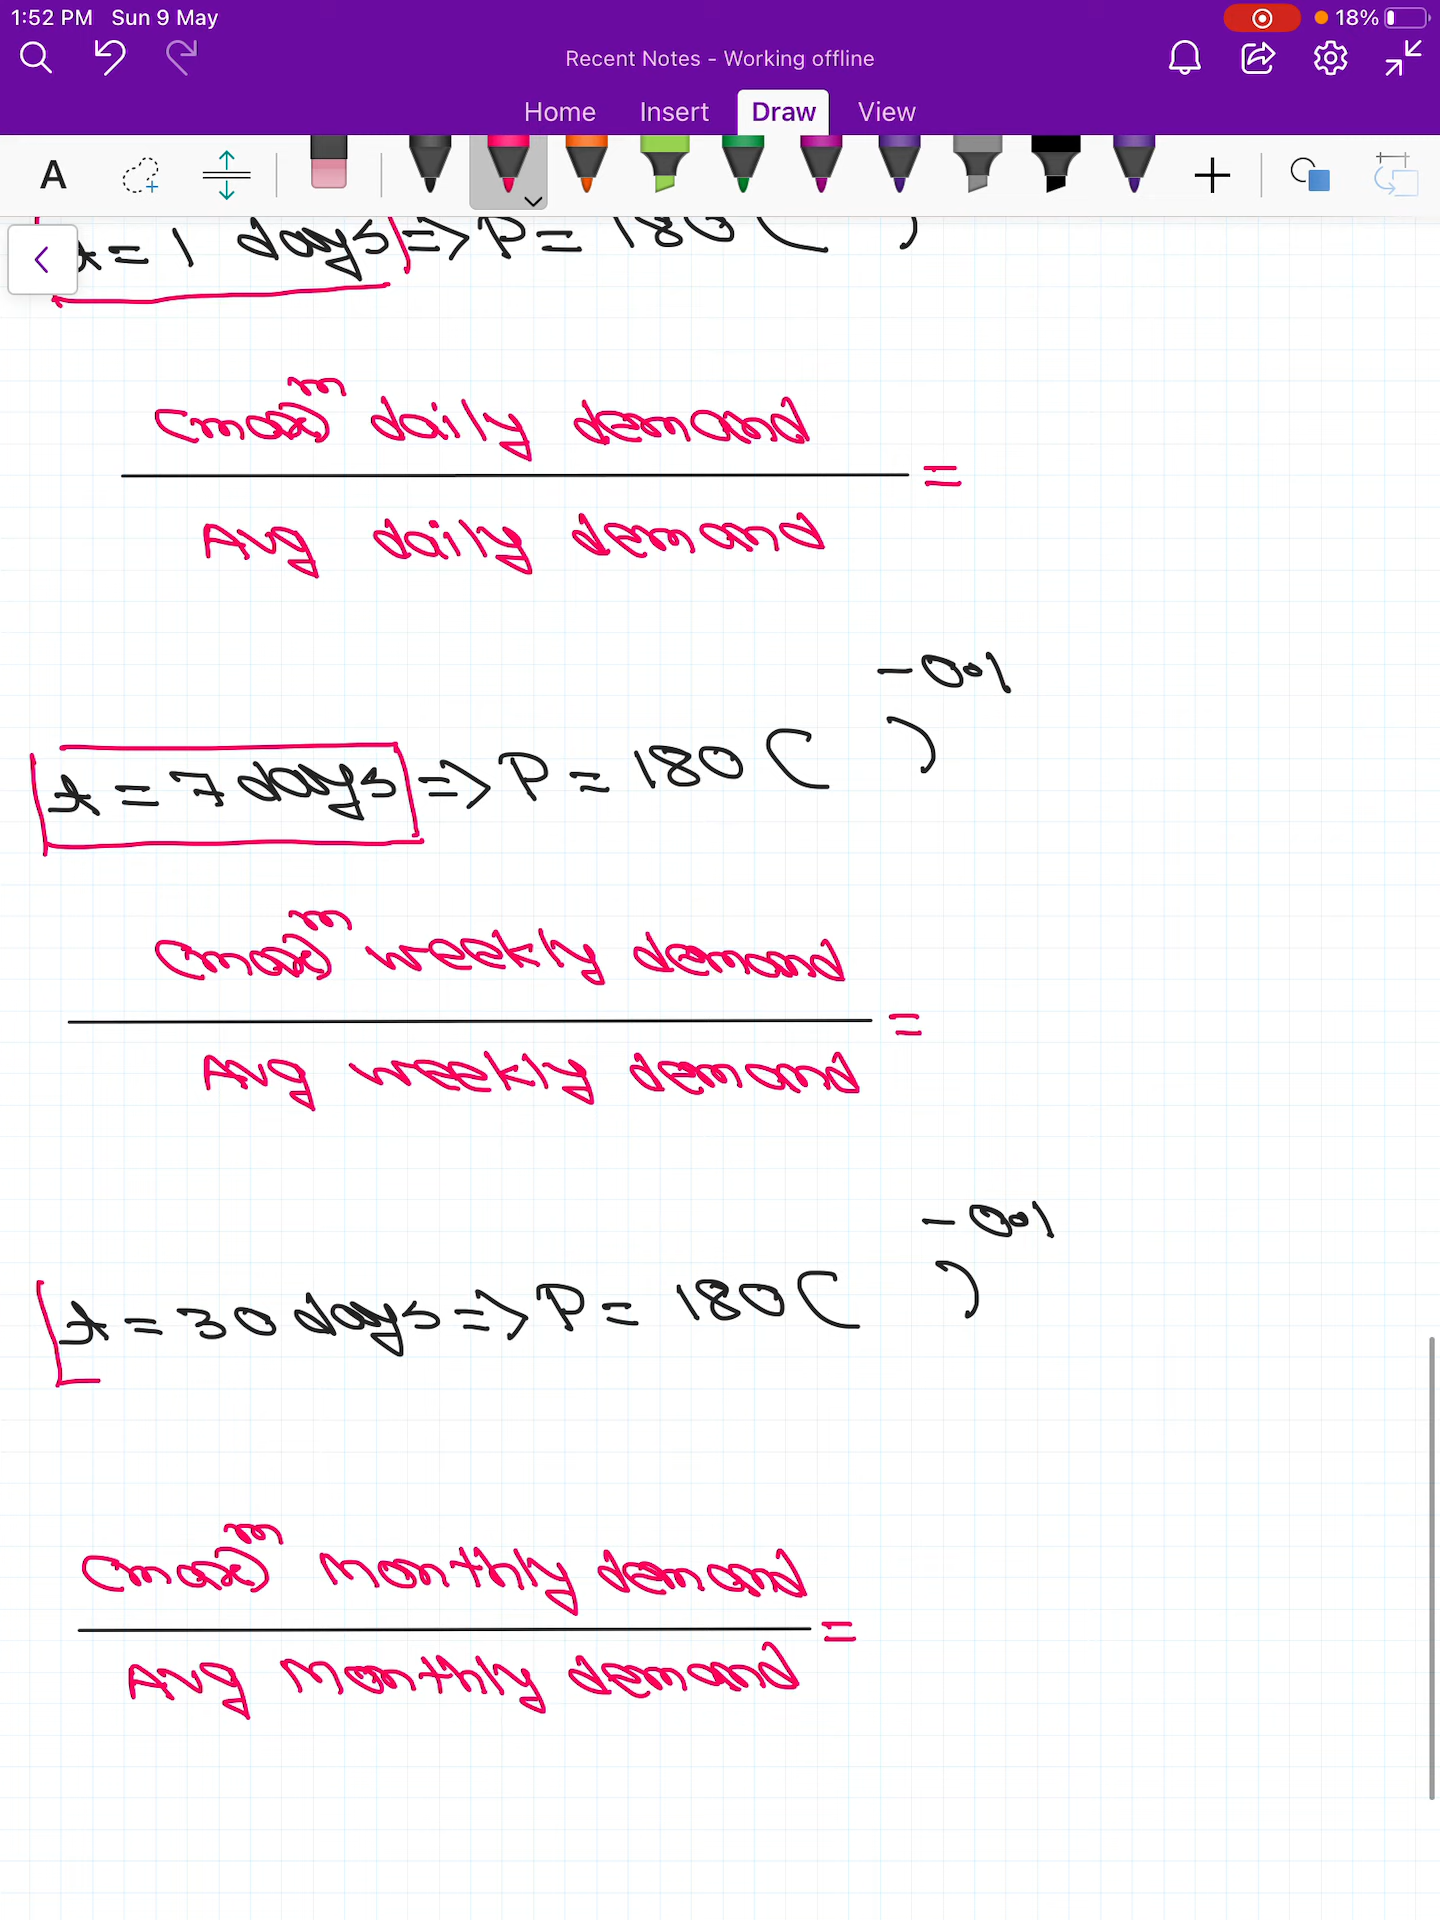 1:52 PM Sun 9 May 18%
Recent Notes - Working offline
Home Insert Draw View
A
t = 1 days => P = 180 ( )
(max)^m daily demand
=
Avg daily demand
-0.1
t = 7 days => P = 180 ( )
(max)^m weekly demand
=
Avg weekly demand
-0.1
t = 30 days => P = 180 ( )
(max)^m Monthly demand
=
Avg Monthly demand